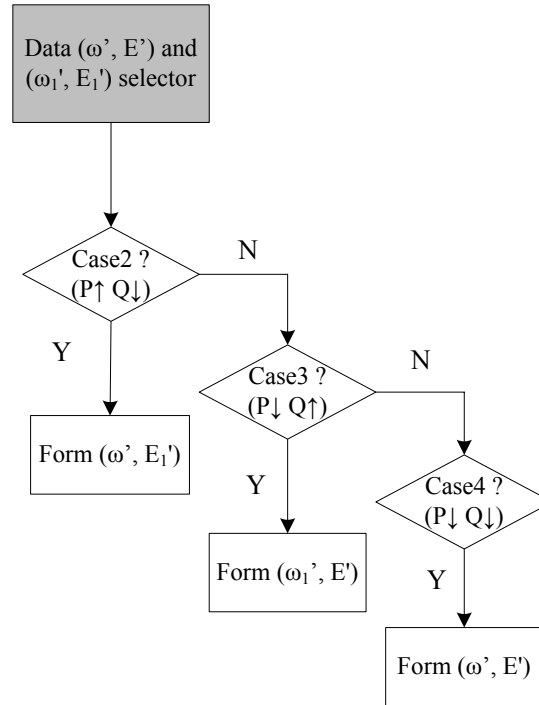 Data (ω’, E’) and
(ω₁', E₁') selector
Case2 ?
(P↑ Q↓)
N
Y
Form (ω’, E₁')
Case3 ?
(P↓ Q↑)
N
Y
Form (ω₁’, E')
Case4 ?
(P↓ Q↓)
Y
Form (ω’, E')